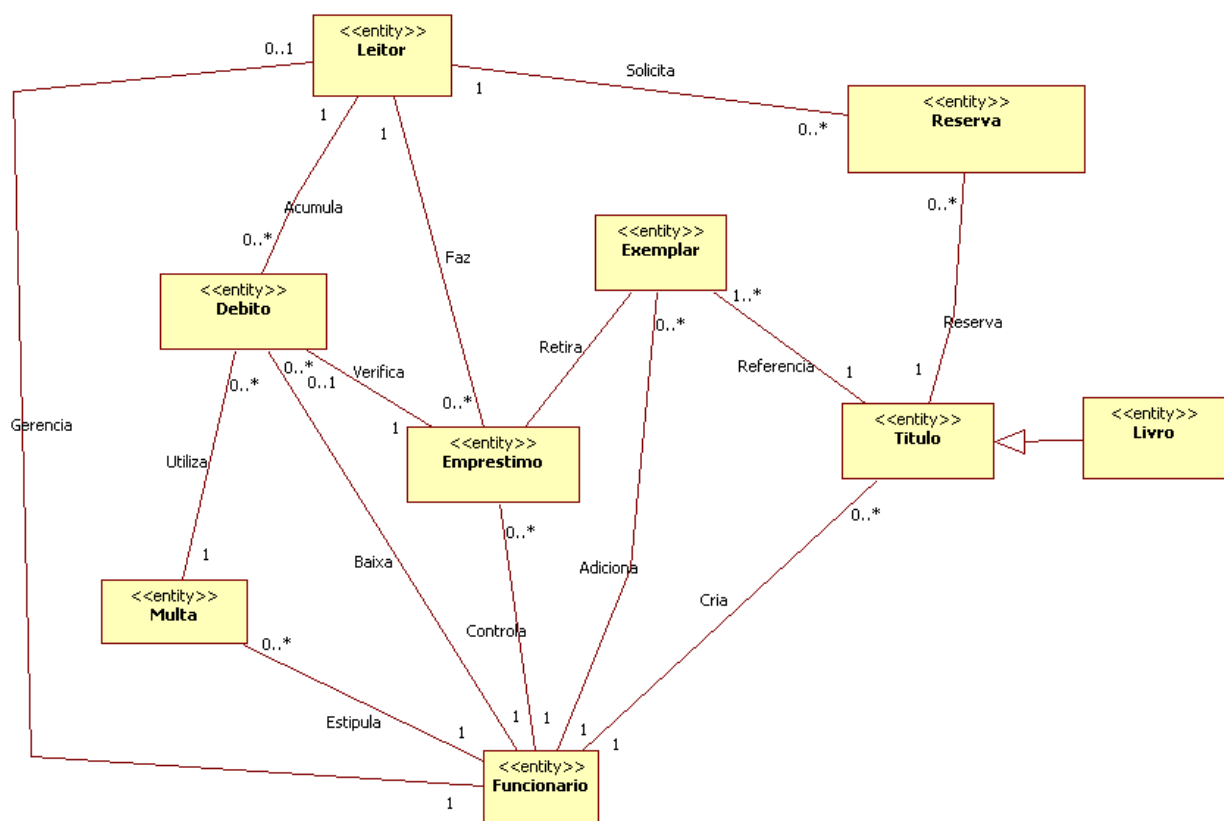 <<entity>>
Leitor
0..1
Solicita
1
<<entity>>
Reserva
1
1
0..*
Acumula
0..*
<<entity>>
Exemplar
0..*
Faz
<<entity>>
Debito
1..*
0..*
Reserva
Retira
Referencia
1
1
0..*
0..*
0..1
Verifica
0..*
1
<<entity>>
Emprestimo
<<entity>>
Titulo
<<entity>>
Livro
Gerencia
Utiliza
0..*
0..*
1
Baixa
Adiciona
Cria
<<entity>>
Multa
0..*
Controla
Estipula
1
1
1
1
1
<<entity>>
Funcionario
1